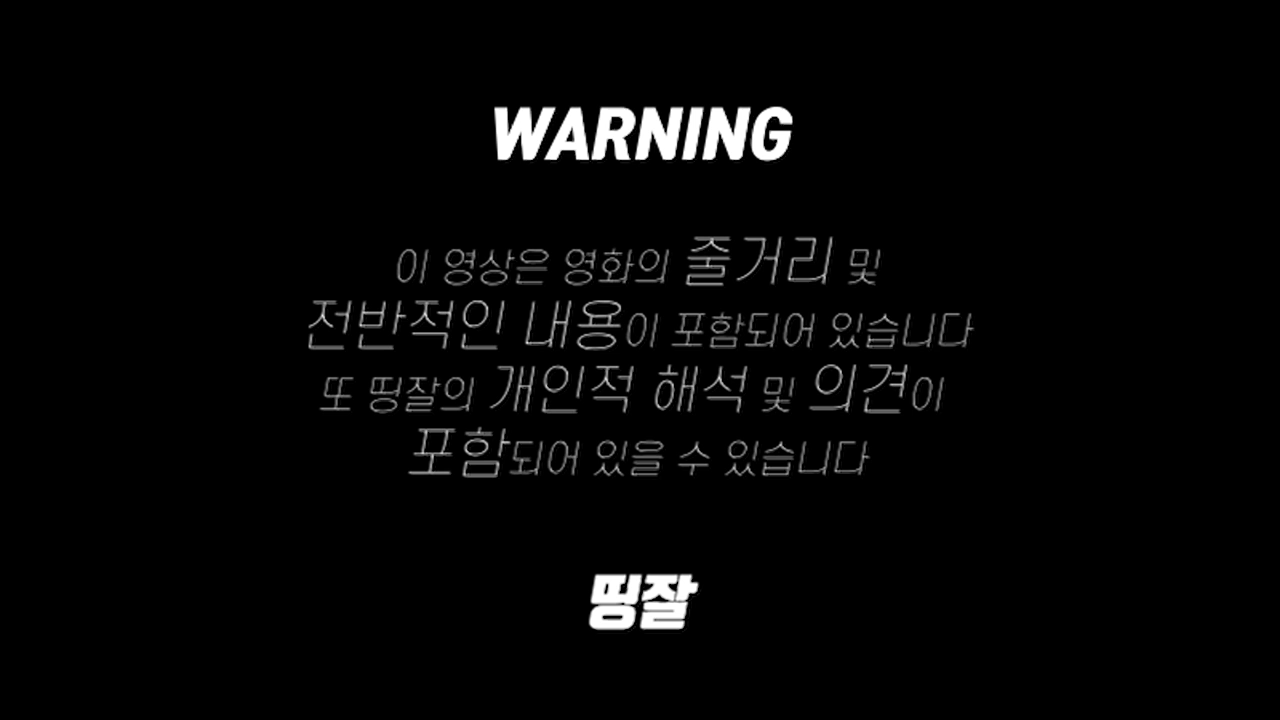 WARNING
이 영상은 영화의 줄거리 및
전반적인 내용이 포함되어 있습니다
또 띵잘의 개인적 해석 및 의견이
포함되어 있을 수 있습니다
띵잘